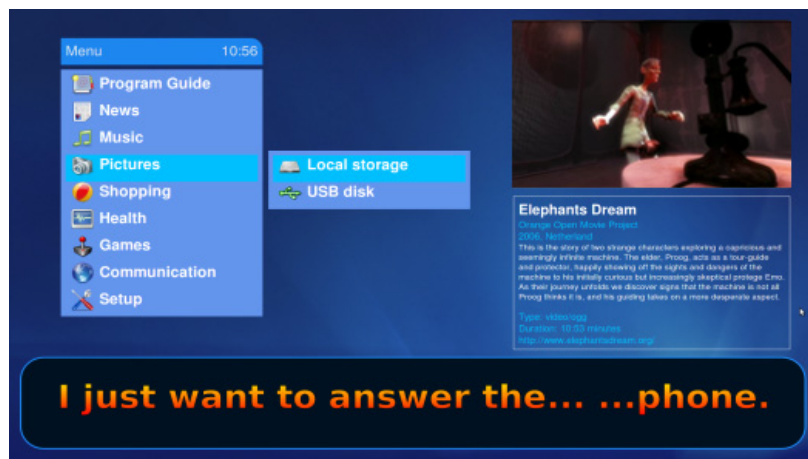 Menu 10:56
Program Guide
News
Music
Pictures
Shopping
Health
Games
Communication
Setup
Local storage
USB disk
Elephants Dream
Orange Open Movie Project
2006, Netherland
This is the story of two strange characters exploring a capricious and
seemingly infinite machine. The elder, Proog, acts as a tour-guide
and protector, happily showing off the sights and dangers of the
machine to his initially curious but increasingly skeptical protege Emo.
As their journey unfolds we discover signs that the machine is not all
Proog thinks it is, and his guiding takes on a more desperate aspect.
Type: video/ogg
Duration: 10:53 minutes
http://www.elephantsdream.org/
I just want to answer the... ...phone.